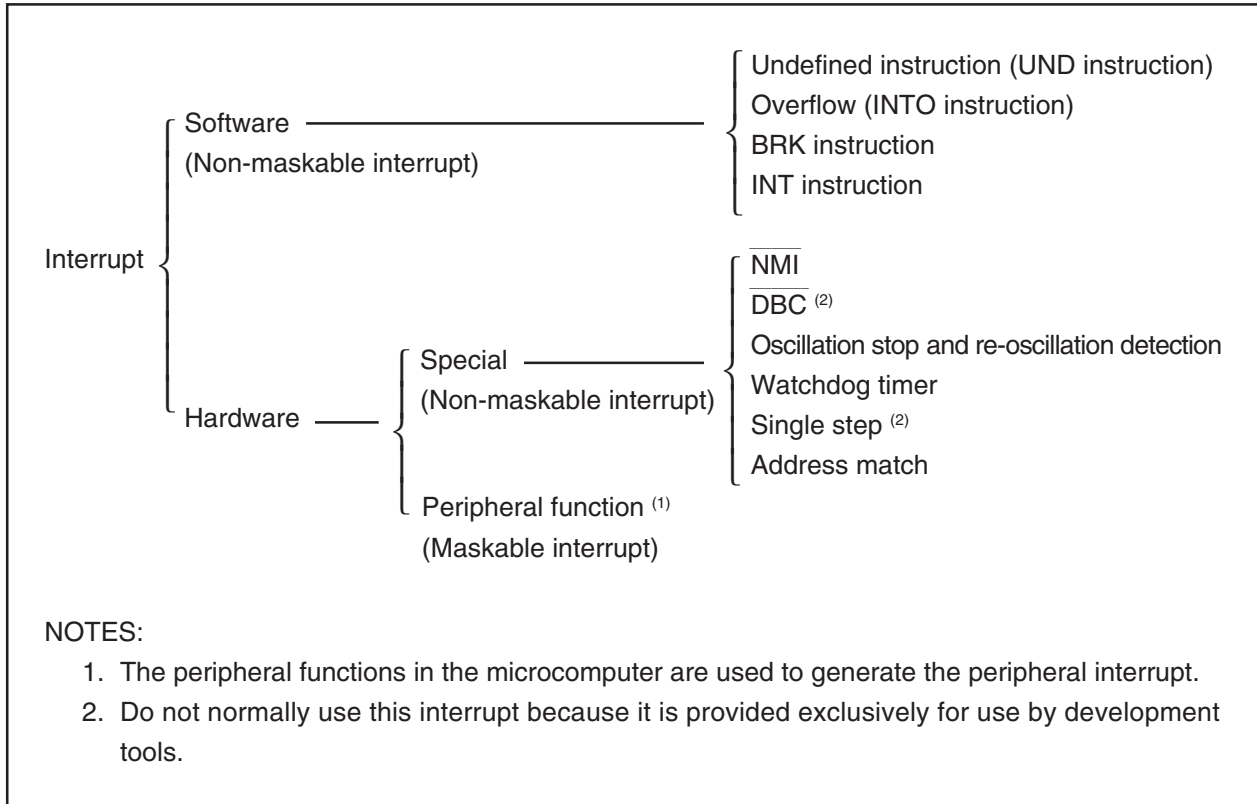 Undefined instruction (UND instruction)
Software
Overflow (INTO instruction)
(Non-maskable interrupt)
BRK instruction
INT instruction
Interrupt
NMI
DBC (2)
Special
Oscillation stop and re-oscillation detection
(Non-maskable interrupt)
Watchdog timer
Hardware
Single step (2)
Address match
Peripheral function (1)
(Maskable interrupt)
NOTES:
1. The peripheral functions in the microcomputer are used to generate the peripheral interrupt.
2. Do not normally use this interrupt because it is provided exclusively for use by development
tools.